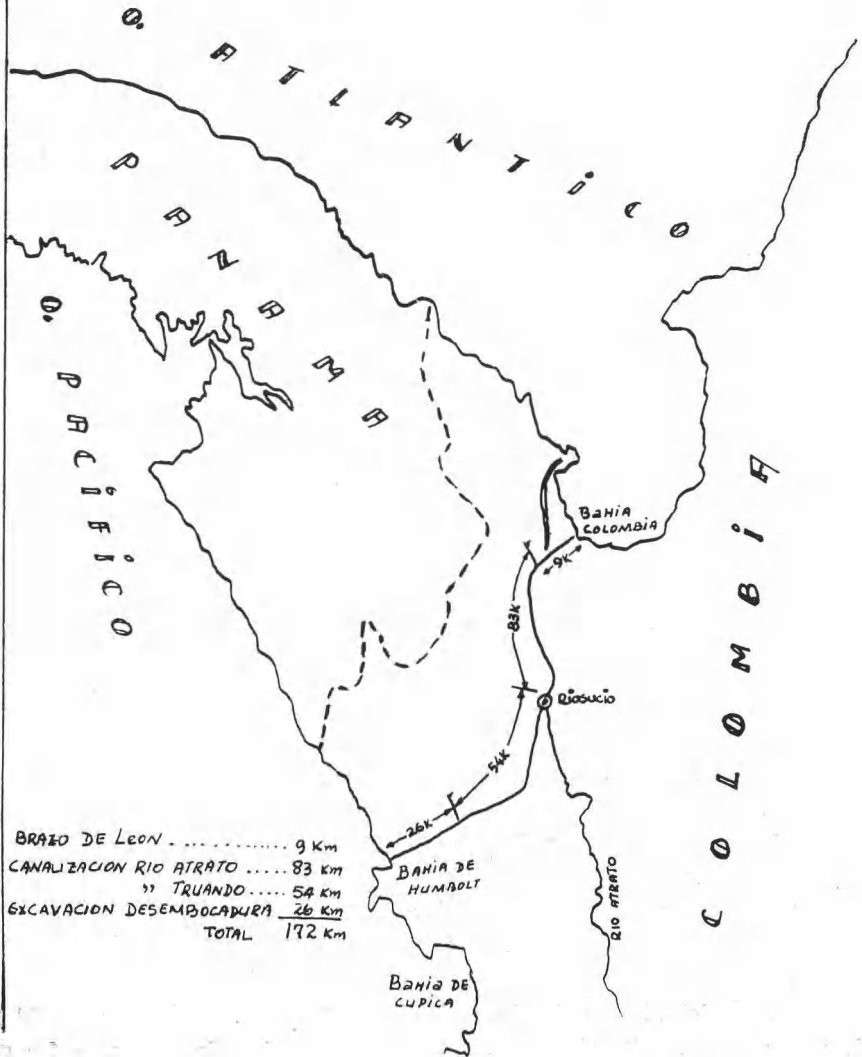 O. ATLANTICO
PANAMA
O. PACÍFICO
BAHIA
COLOMBIA
9K
83K
RIOSUCIO
54K
26K
BAHIA DE
HUMBOLT
BAHIA DE
CUPICA
RIO ATRATO
COLOMBIA
BRAZO DE LEON ............ 9 Km
CANALIZACION RIO ATRATO ..... 83 Km
" TRUANDO ..... 54 Km
EXCAVACION DESEMBOCADURA 26 Km
TOTAL 172 Km